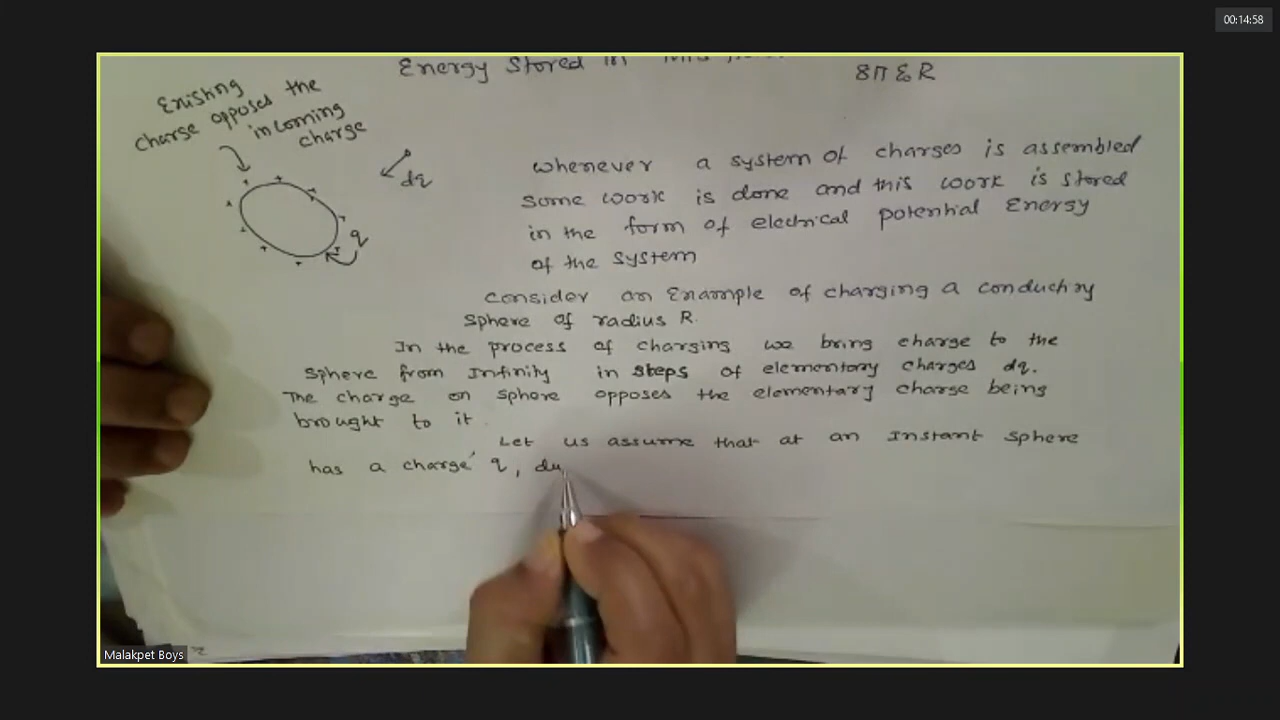 00:14:58
Energy Stored in
8π ε R
Existing
charge opposes the
incoming
charge
dq
q
whenever a system of charges is assembled
some work is done and this work is stored
in the form of electrical potential Energy
of the system
Consider an Example of charging a conducting
Sphere of radius R.
In the process of charging we bring charge to the
Sphere from Infinity in steps of elementary charges dq.
The charge on Sphere opposes the elementary charge being
brought to it.
Let us assume that at an Instant Sphere
has a charge q, du
Malakpet Boys